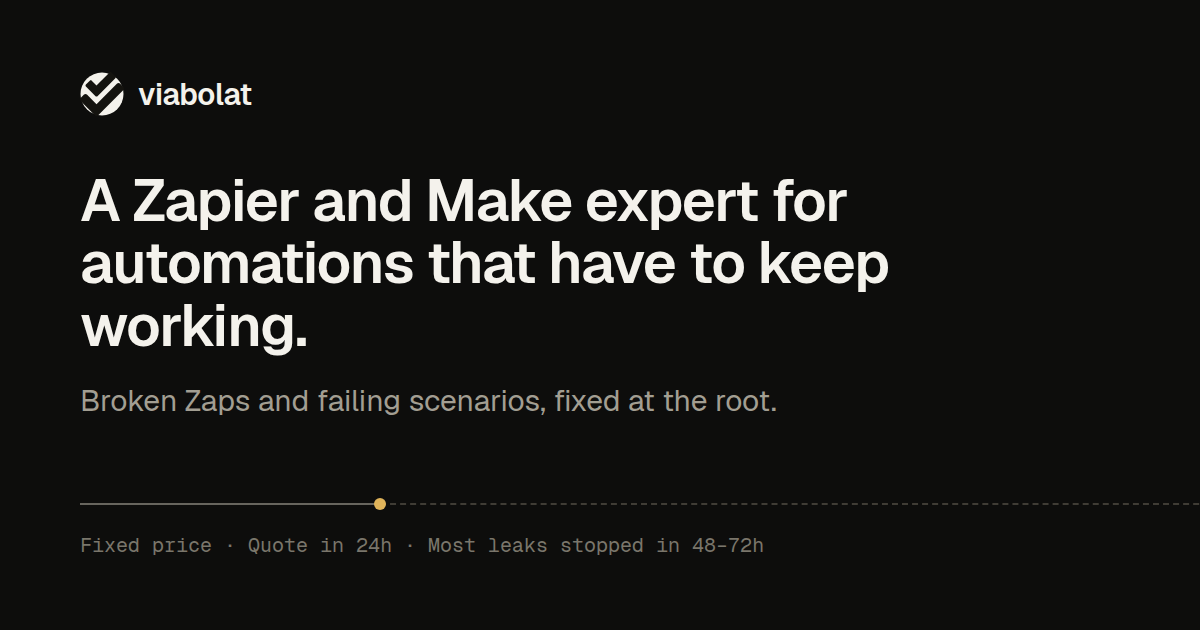 viabolat
A Zapier and Make expert for
automations that have to keep
working.
Broken Zaps and failing scenarios, fixed at the root.
Fixed price · Quote in 24h · Most leaks stopped in 48–72h